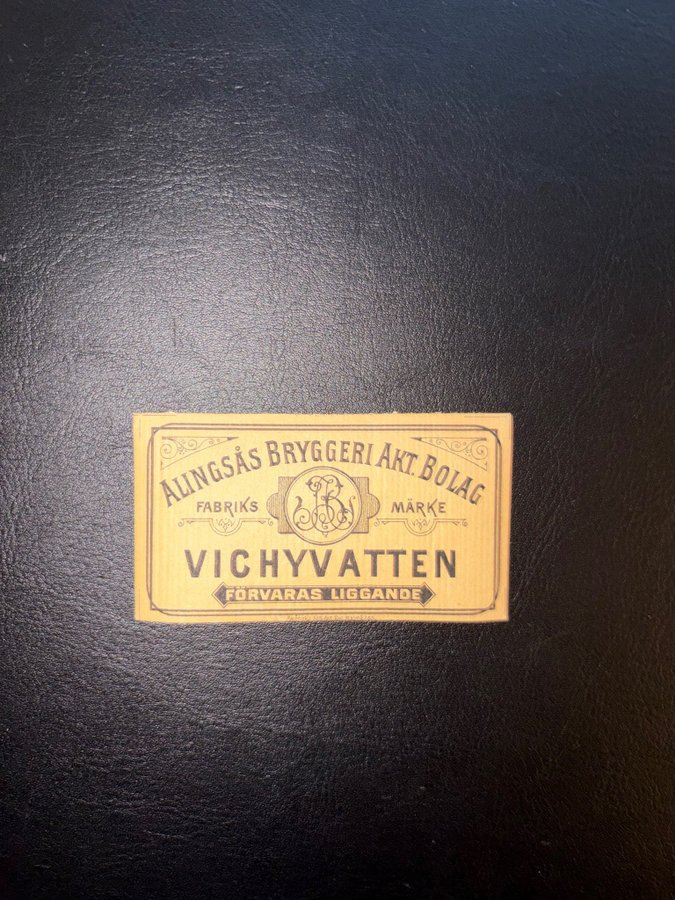 ALINGSÅS BRYGGERI AKT. BOLAG
FABRIKS MÄRKE
VICHYVATTEN
FÖRVARAS LIGGANDE